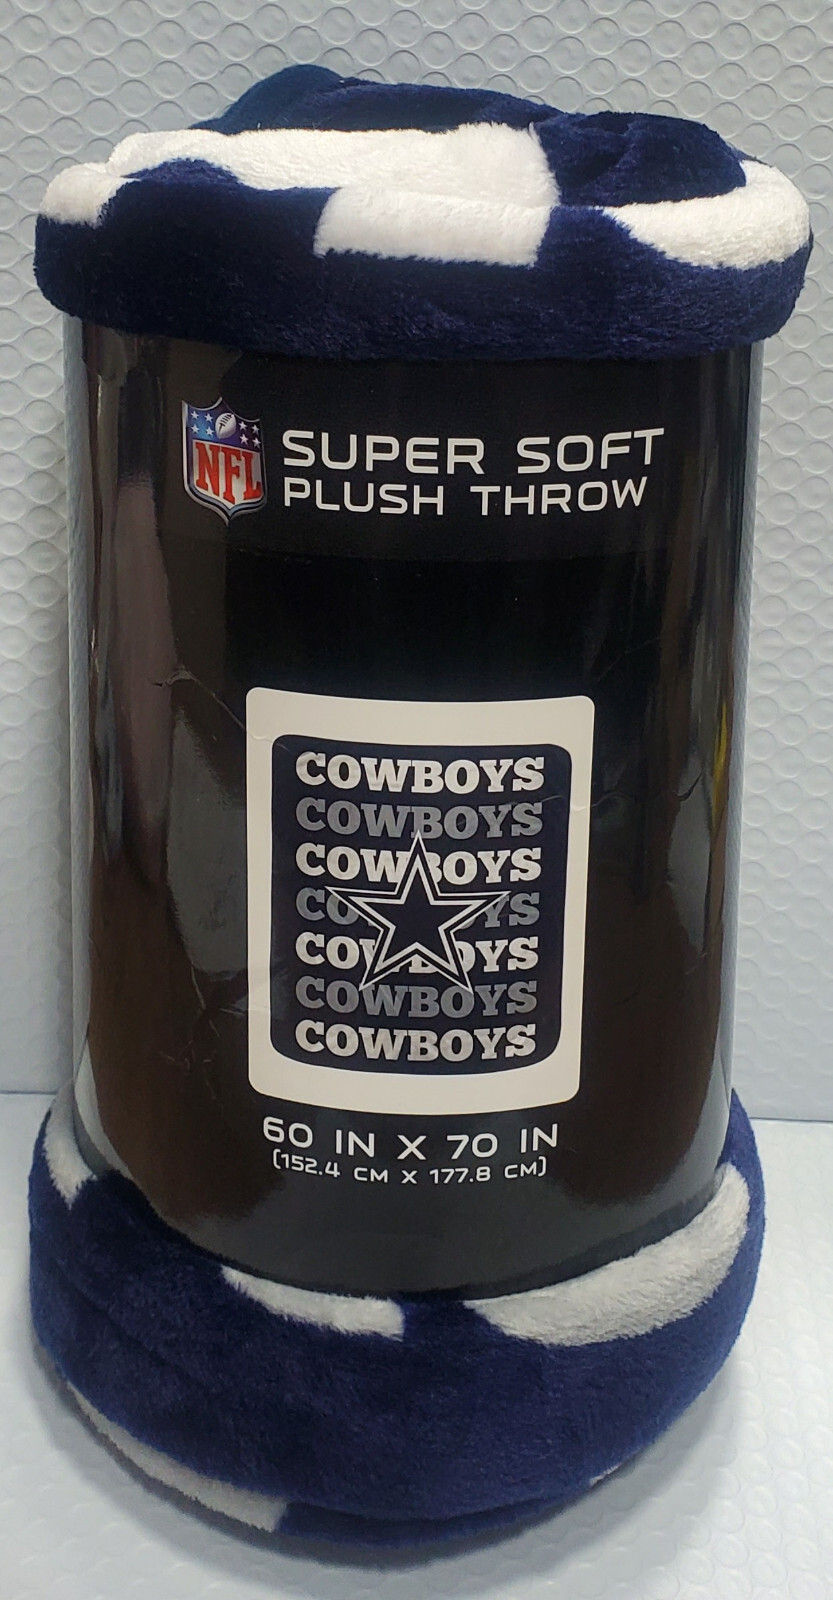 NFL
SUPER SOFT
PLUSH THROW
COWBOYS
COWBOYS
COWBOYS
COWBOYS
COWBOYS
COWBOYS
COWBOYS
60 IN X 70 IN
(152.4 CM X 177.8 CM)